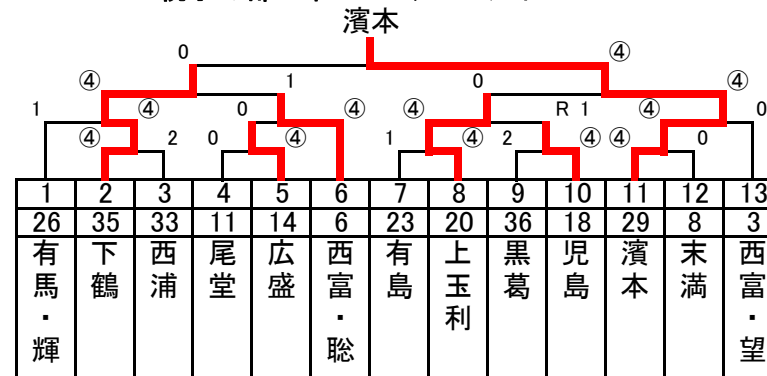 濱本
0 ④
④ 1 0 ④
1 ④ 0 ④ ④ R 1 ④ 0
④ 2 0 ④ 1 ④ 2 ④ ④ 0
1 2 3 4 5 6 7 8 9 10 11 12 13
26 35 33 11 14 6 23 20 36 18 29 8 3
有馬・輝 下鶴 西浦 尾堂 広盛 西富・聡 有島 上玉利 黒葛 児島 濱本 末満 西富・望